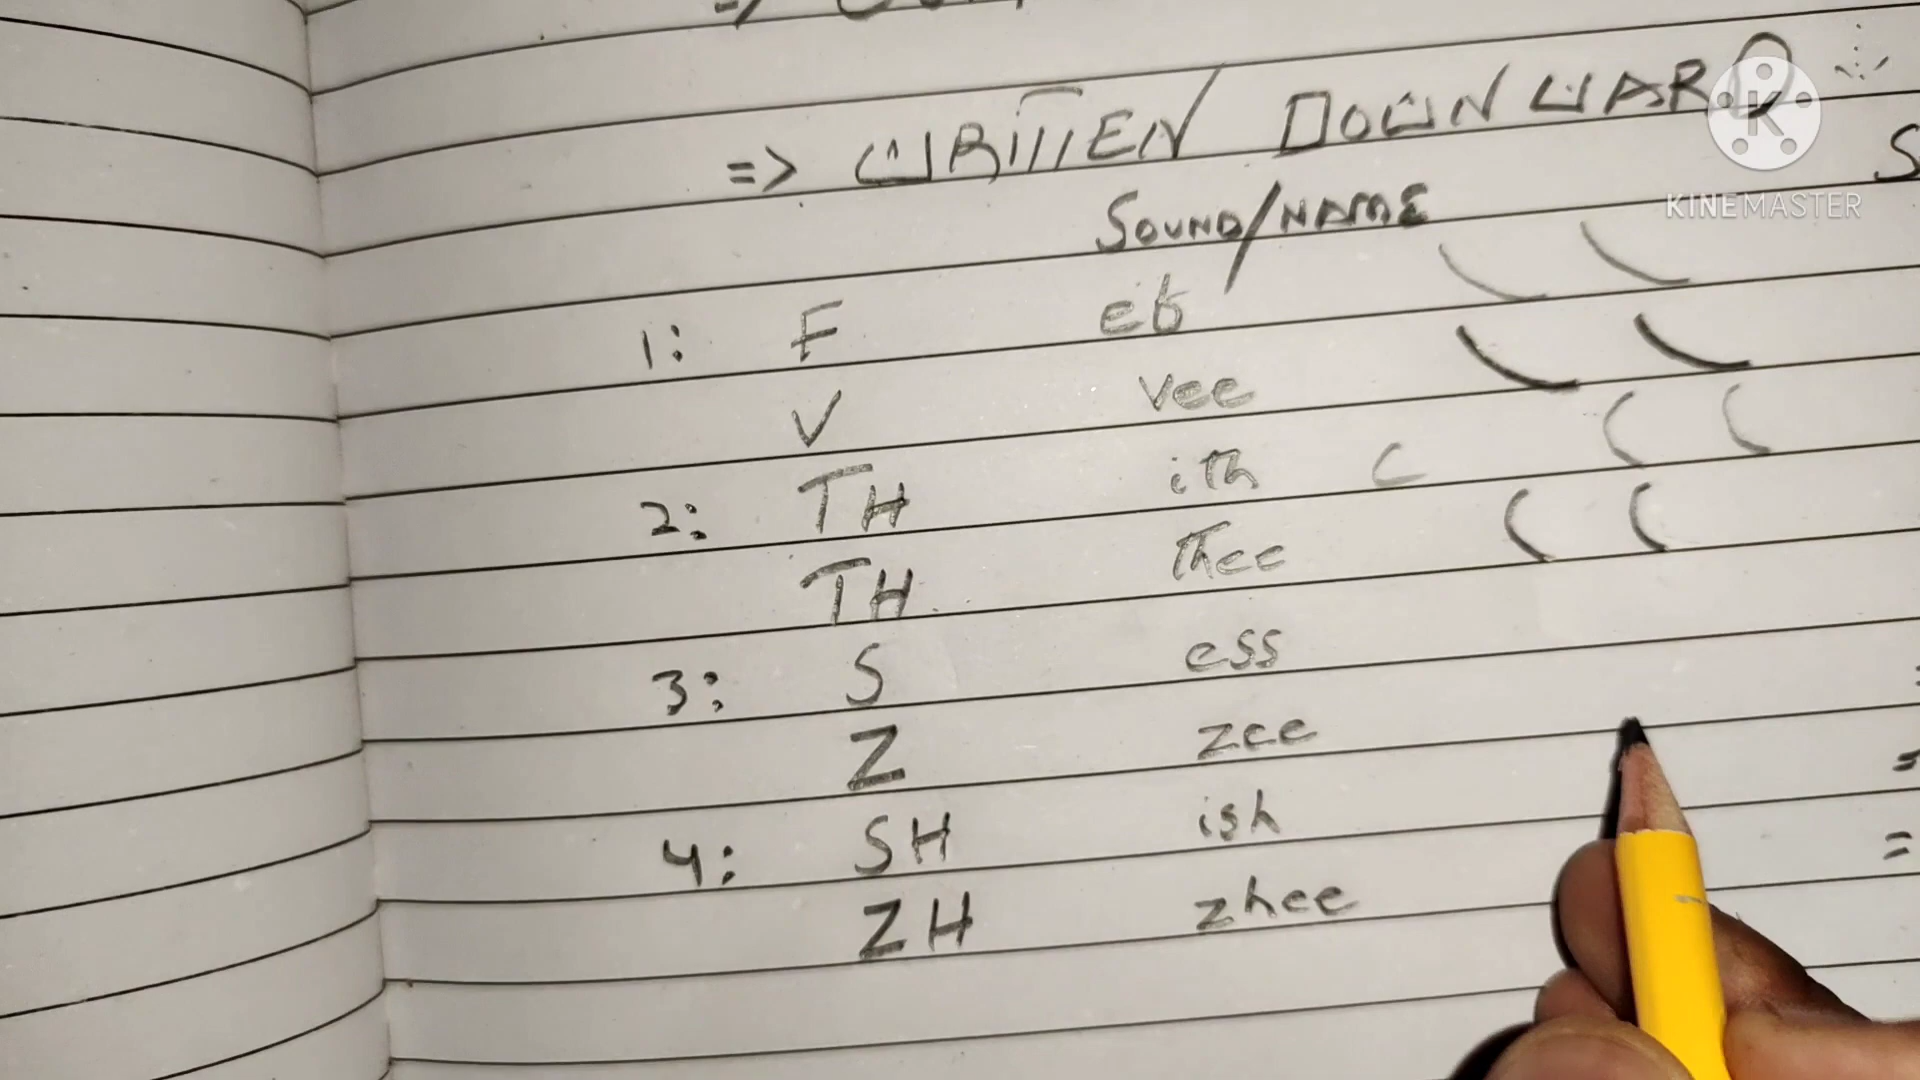 => WRITTEN DOWNWARD
SOUND/NAME
1: F ef
V vee
2: TH ith
TH thee
3: S ess
Z zee
4: SH ish
ZH zhee
KINEMASTER